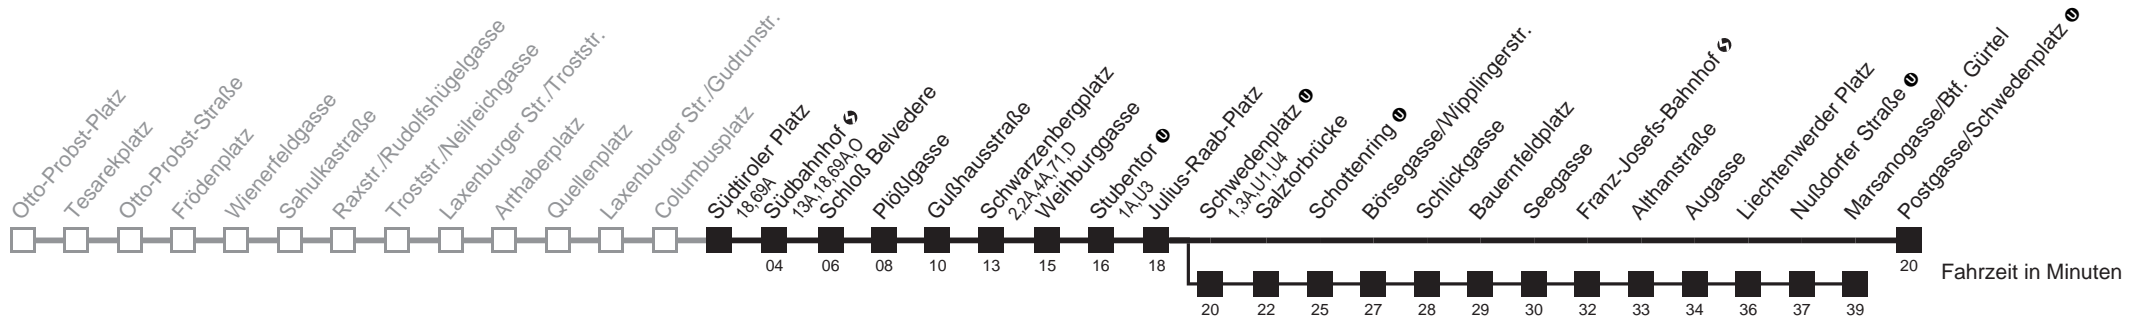 Otto-Probst-Platz
Tesarekplatz
Otto-Probst-Straße
Frödenplatz
Wienerfeldgasse
Sahulkastraße
Raxstr./Rudolfshügelgasse
Troststr./Neilreichgasse
Laxenburger Str./Troststr.
Arthaberplatz
Quellenplatz
Laxenburger Str./Gudrunstr.
Columbusplatz
Südtiroler Platz
18,69A
Südbahnhof
13A,18,69A,O
Schloß Belvedere
Plößlgasse
Gußhausstraße
Schwarzenbergplatz
2,2A,4A,71,D
Weihburggasse
Stubentor U
1A,U3
Julius-Raab-Platz
Schwedenplatz U
1,3A,U1,U4
Salztorbrücke
Schottenring U
Börsegasse/Wipplingerstr.
Schlickgasse
Bauernfeldplatz
Seegasse
Franz-Josefs-Bahnhof
Althanstraße
Augasse
Liechtenwerder Platz
Nußdorfer Straße U
Marsanogasse/Btf. Gürtel
Postgasse/Schwedenplatz U
04 06 08 10 13 15 16 18 20
Fahrzeit in Minuten
20 22 25 27 28 29 30 32 33 34 36 37 39